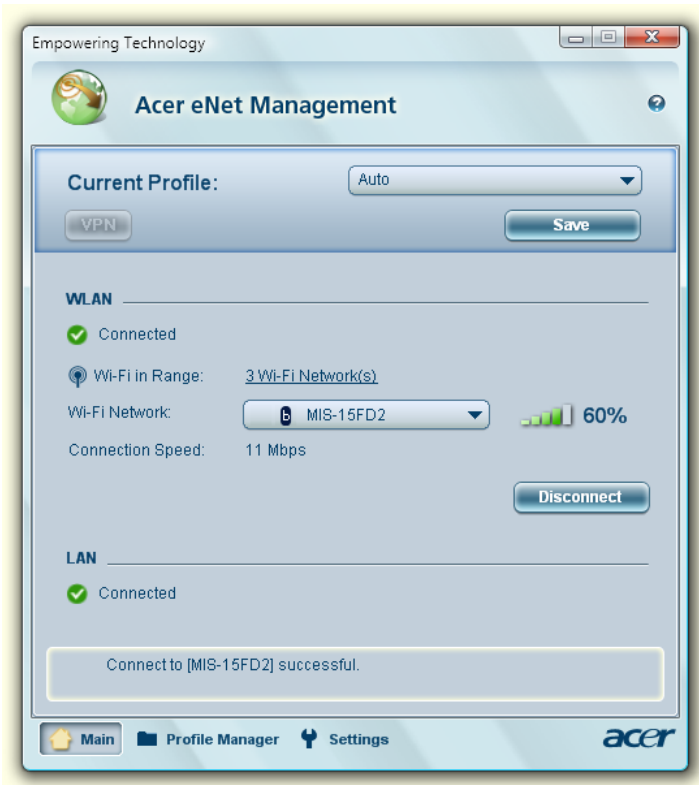 Empowering Technology
Acer eNet Management
Current Profile:
Auto
VPN
Save
WLAN
Connected
Wi-Fi in Range:
3 Wi-Fi Network(s)
Wi-Fi Network:
b MIS-15FD2
60%
Connection Speed:
11 Mbps
Disconnect
LAN
Connected
Connect to [MIS-15FD2] successful.
Main
Profile Manager
Settings
acer